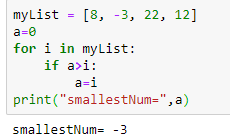 myList = [8, -3, 22, 12]
a=0
for i in myList:
    if a>i:
        a=i
print("smallestNum=",a)
smallestNum= -3